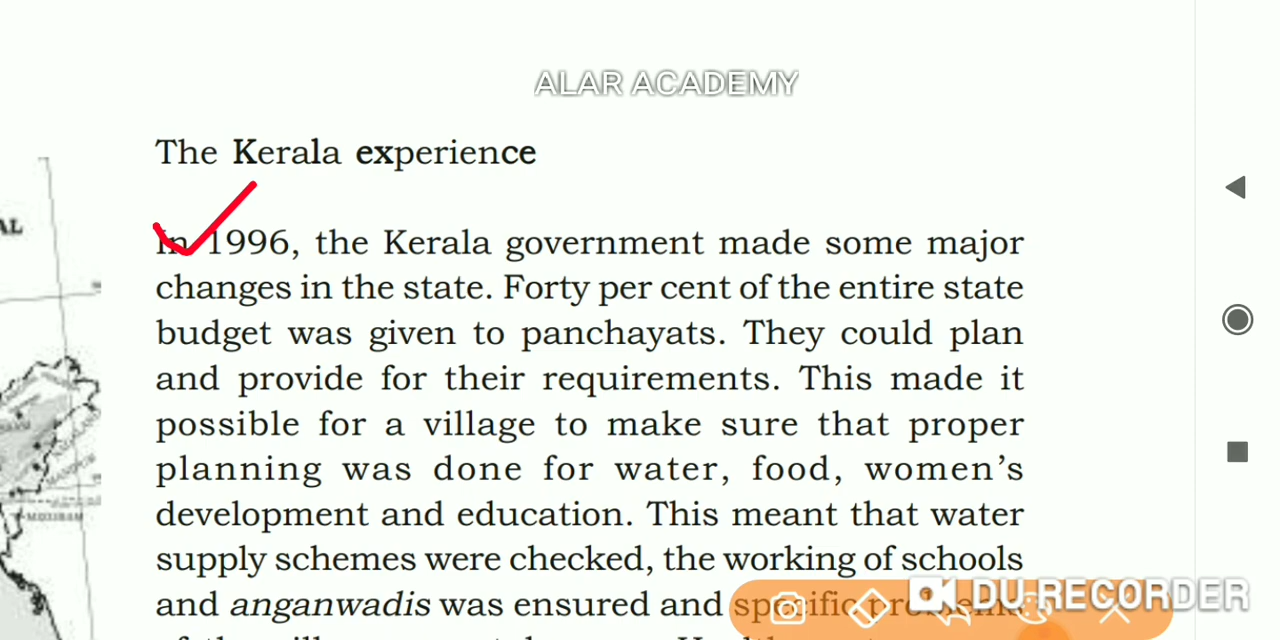 ALAR ACADEMY
The Kerala experience
AL
In 1996, the Kerala government made some major
changes in the state. Forty per cent of the entire state
budget was given to panchayats. They could plan
and provide for their requirements. This made it
possible for a village to make sure that proper
planning was done for water, food, women's
development and education. This meant that water
supply schemes were checked, the working of schools
and anganwadis was ensured and specific problems
DU RECORDER